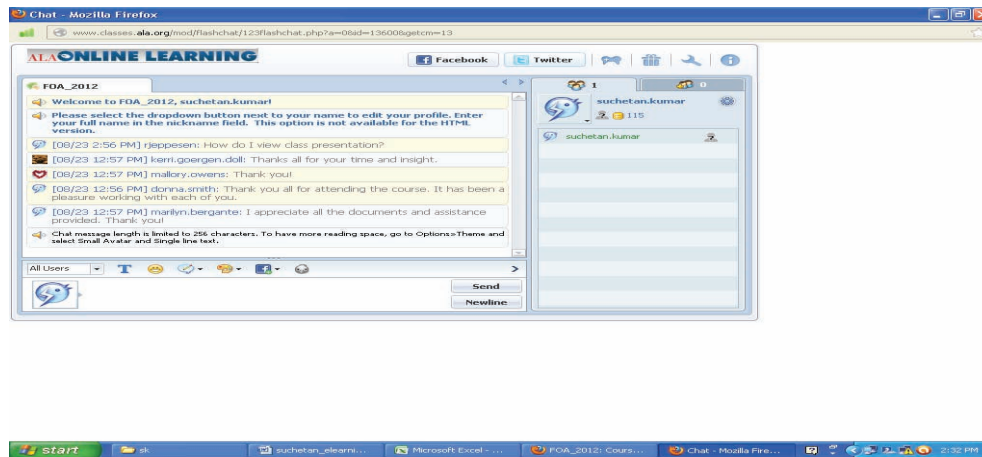 Chat - Mozilla Firefox
www.classes.ala.org/mod/flashchat/123flashchat.php?a=0&id=13600&getcm=13
ALA ONLINE LEARNING
Facebook
Twitter
FOA_2012
Welcome to FOA_2012, suchetan.kumar!
Please select the dropdown button next to your name to edit your profile. Enter
your full name in the nickname field. This option is not available for the HTML
version.
[08/23 2:56 PM] rjeppesen: How do I view class presentation?
[08/23 12:57 PM] kerri.goergen.doll: Thanks all for your time and insight.
[08/23 12:57 PM] mallory.owens: Thank you!
[08/23 12:56 PM] donna.smith: Thank you all for attending the course. It has been a
pleasure working with each of you.
[08/23 12:57 PM] marilyn.bergante: I appreciate all the documents and assistance
provided. Thank you!
Chat message length is limited to 256 characters. To have more reading space, go to Options>Theme and
select Small Avatar and Single line text.
All Users
Send
Newline
1
0
suchetan.kumar
115
suchetan.kumar
start
sk
suchetan_elearni...
Microsoft Excel - ...
FOA_2012: Cours...
Chat - Mozilla Fire...
2:32 PM